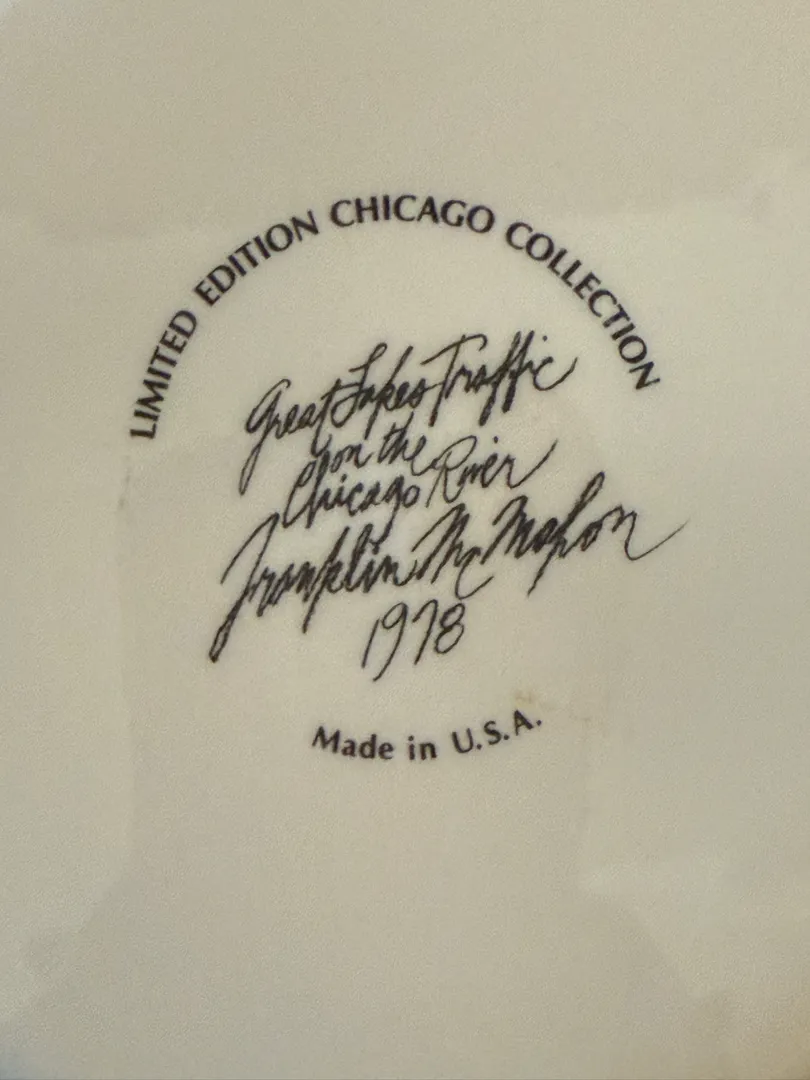 LIMITED EDITION CHICAGO COLLECTION
Great Lakes Traffic
on the
Chicago River
Franklin McMahon
1978
Made in U.S.A.